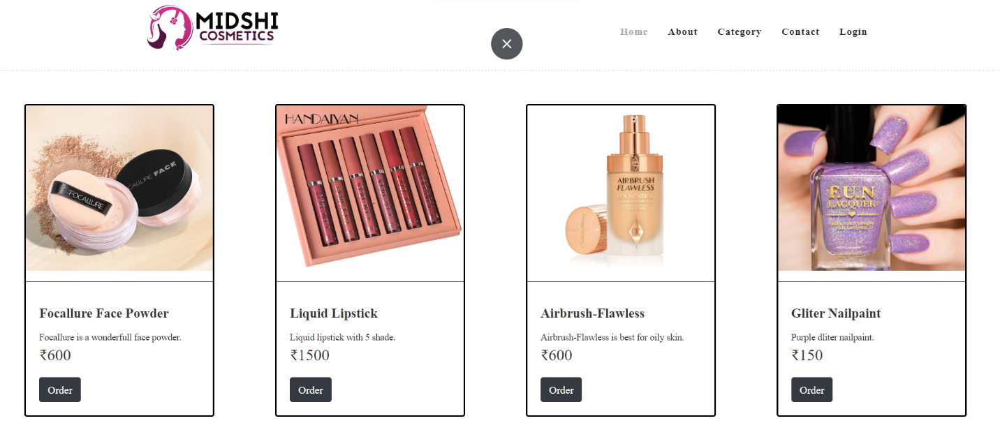 MIDSHI
COSMETICS
Home About Category Contact Login
FOCALLURE
FOCALLURE FACE
HANDAIYAN
AIRBRUSH
FLAWLESS
FOUNDATION
F.U.N
LACQUER
Focallure Face Powder
Focallure is a wonderfull face powder.
₹600
Order
Liquid Lipstick
Liquid lipstick with 5 shade.
₹1500
Order
Airbrush-Flawless
Airbrush-Flawless is best for oily skin.
₹600
Order
Gliter Nailpaint
Purple dliter nailpaint.
₹150
Order